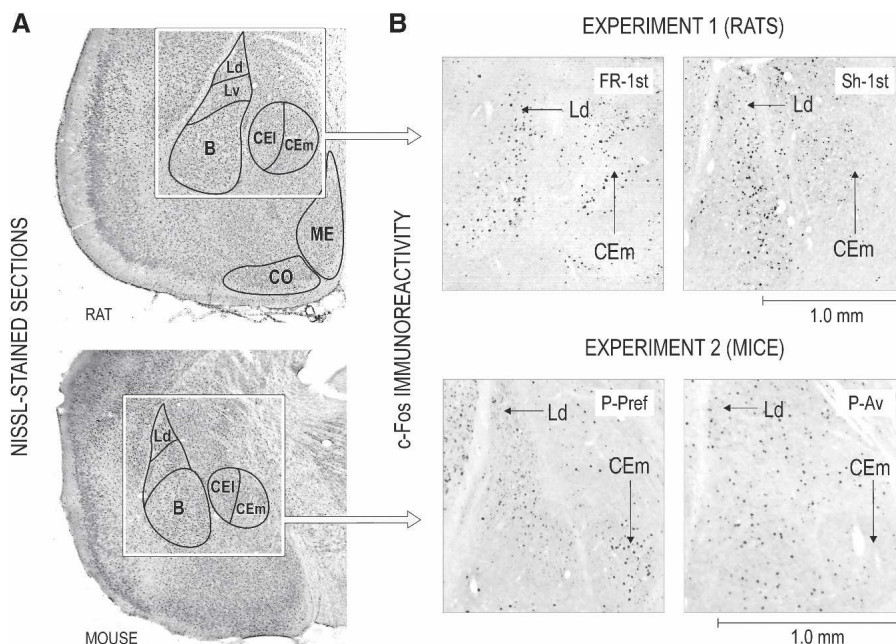 A
NISSL-STAINED SECTIONS
Ld
Lv
B
CEl
CEm
ME
CO
RAT
Ld
B
CEl
CEm
MOUSE
B
c-Fos IMMUNOREACTIVITY
EXPERIMENT 1 (RATS)
FR-1st
Ld
CEm
Sh-1st
Ld
CEm
1.0 mm
EXPERIMENT 2 (MICE)
P-Pref
Ld
CEm
P-Av
Ld
CEm
1.0 mm